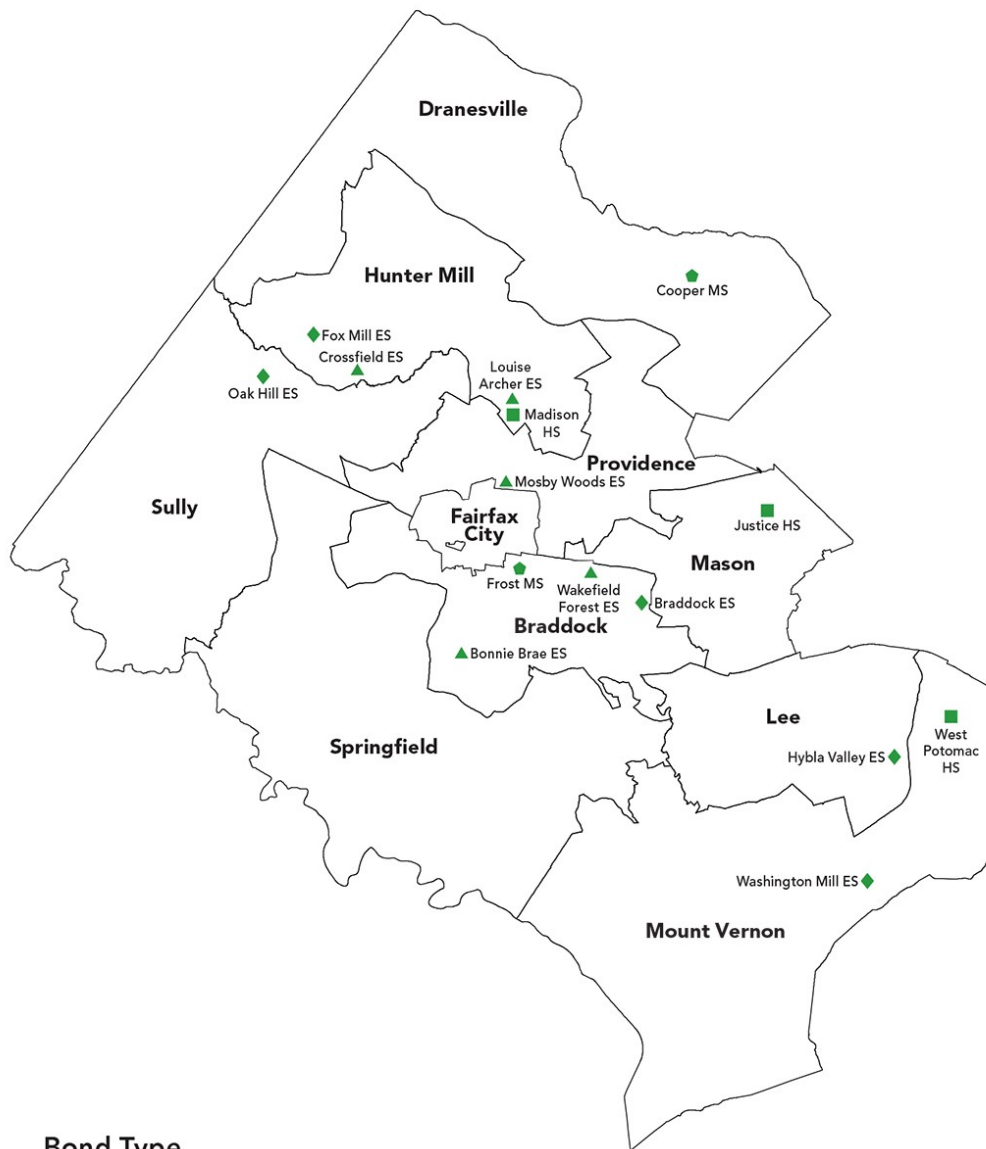 Dranesville
Hunter Mill
Cooper MS
Fox Mill ES
Crossfield ES
Oak Hill ES
Louise
Archer ES
Madison
HS
Providence
Mosby Woods ES
Sully
Fairfax
City
Justice HS
Mason
Frost MS
Wakefield
Forest ES
Braddock ES
Braddock
Bonnie Brae ES
Lee
Springfield
West
Potomac
HS
Hybla Valley ES
Washington Mill ES
Mount Vernon
Bond Type